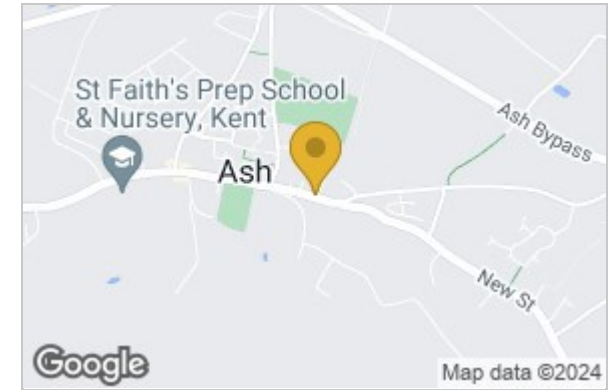 St Faith's Prep School
& Nursery, Kent
Ash Bypass
Ash
New St
Google
Map data ©2024